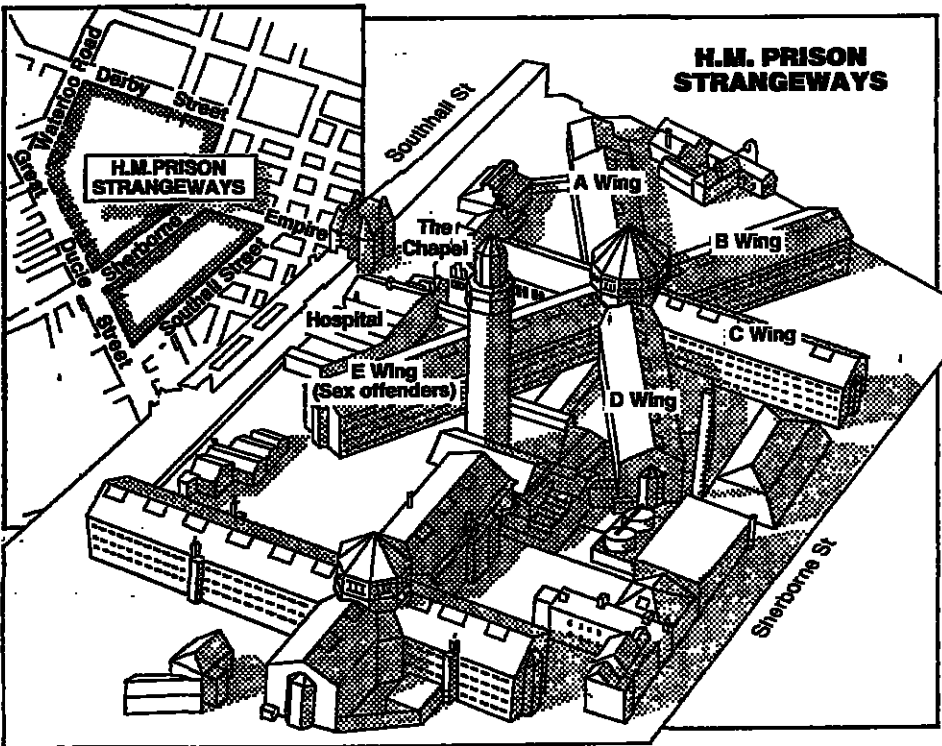 Waterloo Road
Derby Street
H.M. PRISON
STRANGEWAYS
Great Ducie Street
Sherborne
Empire
Southall Street
H.M. PRISON
STRANGEWAYS
Southhall St
A Wing
B Wing
The
Chapel
C Wing
Hospital
E Wing
(Sex offenders)
D Wing
Sherborne St